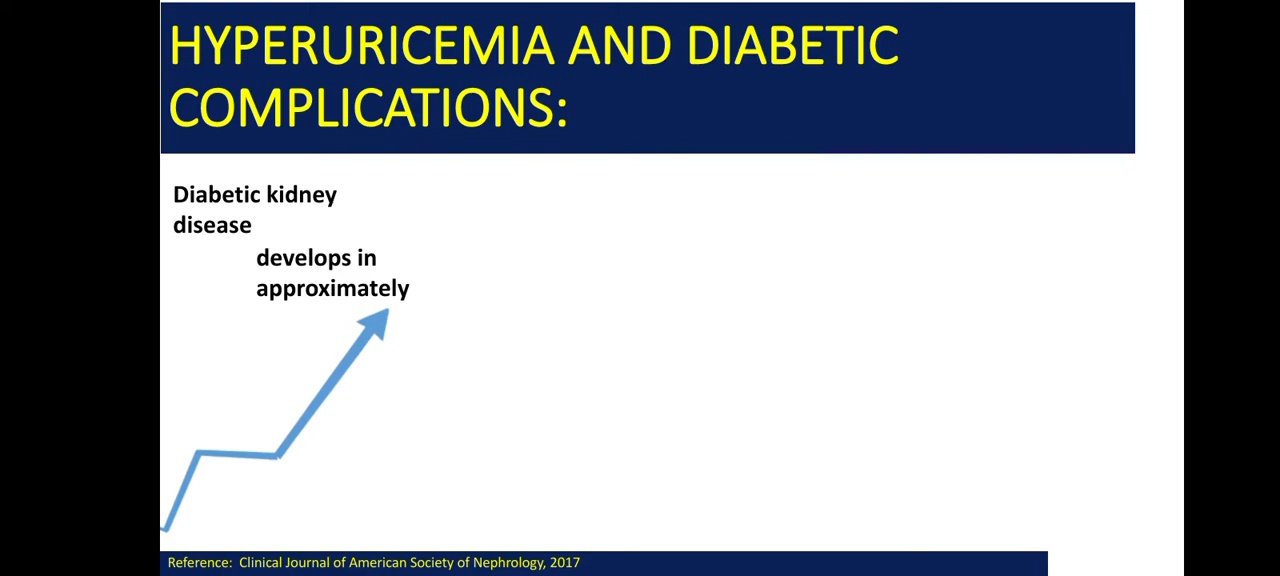 HYPERURICEMIA AND DIABETIC
COMPLICATIONS:
Diabetic kidney
disease
develops in
approximately
Reference:  Clinical Journal of American Society of Nephrology, 2017